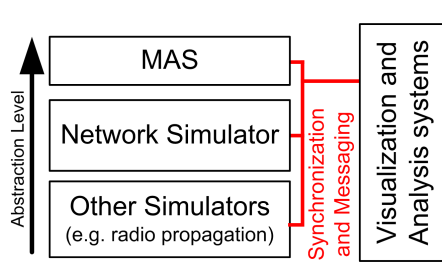 Abstraction Level
MAS
Network Simulator
Other Simulators
(e.g. radio propagation)
Synchronization
and Messaging
Visualization and
Analysis systems